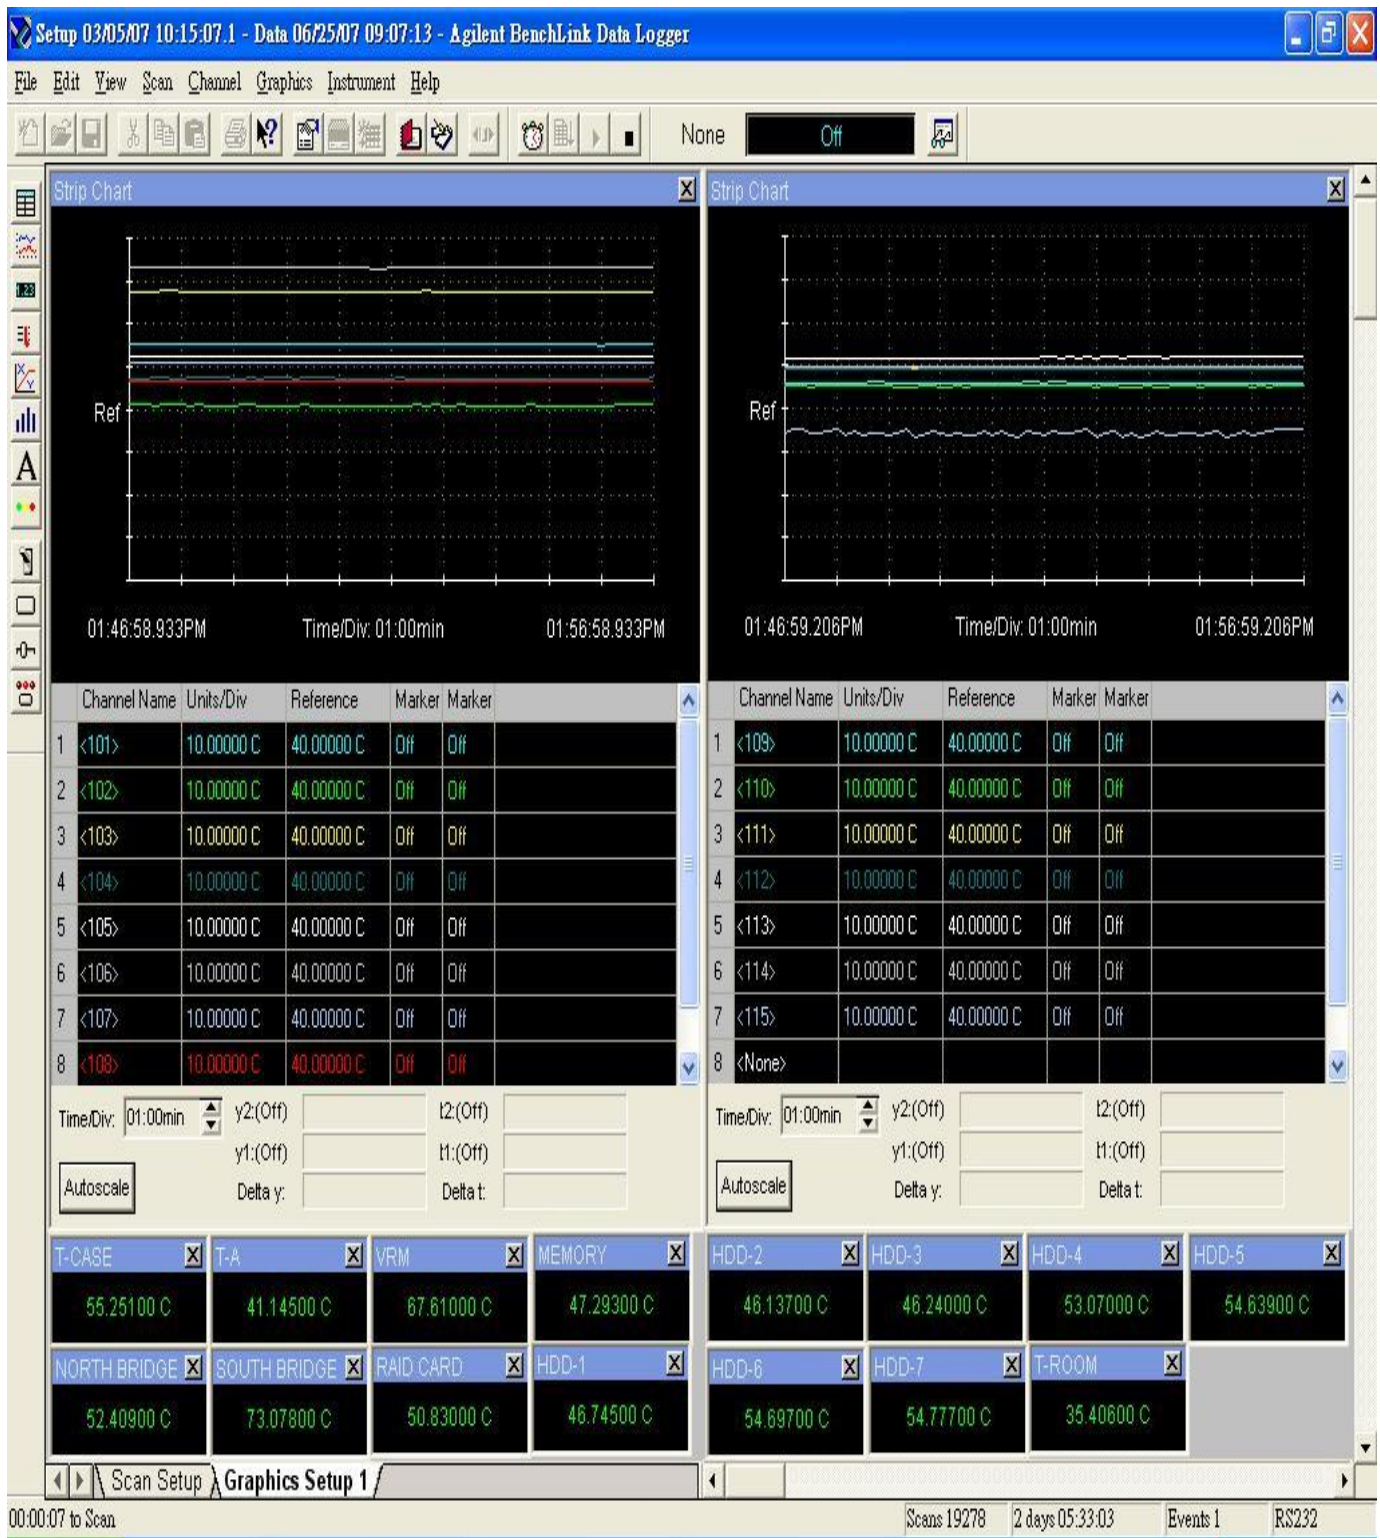 Setup 03/05/07 10:15:07.1 - Data 06/25/07 09:07:13 - Agilent BenchLink Data Logger
File Edit View Scan Channel Graphics Instrument Help
None Off
1.23
X Y
A
Strip Chart
Ref
01:46:58.933PM Time/Div: 01:00min 01:56:58.933PM
Channel Name Units/Div Reference Marker Marker
1 <101> 10.00000 C 40.00000 C Off Off
2 <102> 10.00000 C 40.00000 C Off Off
3 <103> 10.00000 C 40.00000 C Off Off
4 <104> 10.00000 C 40.00000 C Off Off
5 <105> 10.00000 C 40.00000 C Off Off
6 <106> 10.00000 C 40.00000 C Off Off
7 <107> 10.00000 C 40.00000 C Off Off
8 <108> 10.00000 C 40.00000 C Off Off
Time/Div: 01:00min y2:(Off) t2:(Off)
y1:(Off) t1:(Off)
Autoscale Delta y: Delta t:
Strip Chart
Ref
01:46:59.206PM Time/Div: 01:00min 01:56:59.206PM
Channel Name Units/Div Reference Marker Marker
1 <109> 10.00000 C 40.00000 C Off Off
2 <110> 10.00000 C 40.00000 C Off Off
3 <111> 10.00000 C 40.00000 C Off Off
4 <112> 10.00000 C 40.00000 C Off Off
5 <113> 10.00000 C 40.00000 C Off Off
6 <114> 10.00000 C 40.00000 C Off Off
7 <115> 10.00000 C 40.00000 C Off Off
8 <None>
Time/Div: 01:00min y2:(Off) t2:(Off)
y1:(Off) t1:(Off)
Autoscale Delta y: Delta t:
T-CASE T-A VRM MEMORY HDD-2 HDD-3 HDD-4 HDD-5
55.25100 C 41.14500 C 67.61000 C 47.29300 C 46.13700 C 46.24000 C 53.07000 C 54.63900 C
NORTH BRIDGE SOUTH BRIDGE RAID CARD HDD-1 HDD-6 HDD-7 T-ROOM
52.40900 C 73.07800 C 50.83000 C 46.74500 C 54.69700 C 54.77700 C 35.40600 C
Scan Setup Graphics Setup 1
00:00:07 to Scan Scans 19278 2 days 05:33:03 Events 1 RS232